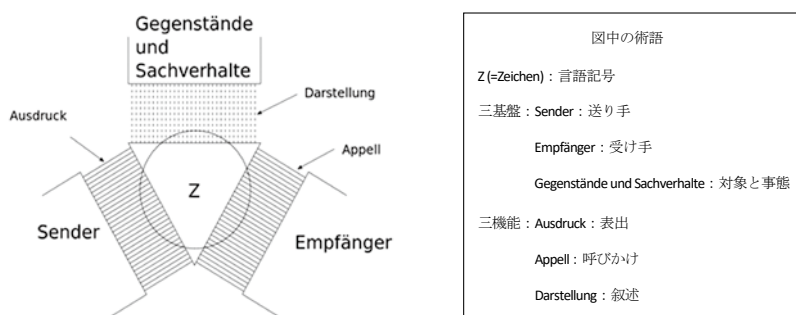 Gegenstände
und
Sachverhalte
Darstellung
Ausdruck
Appell
Z
Sender
Empfänger
図中の術語
Z (=Zeichen)：言語記号
三基盤：Sender：送り手
Empfänger：受け手
Gegenstände und Sachverhalte：対象と事態
三機能：Ausdruck：表出
Appell：呼びかけ
Darstellung：叙述